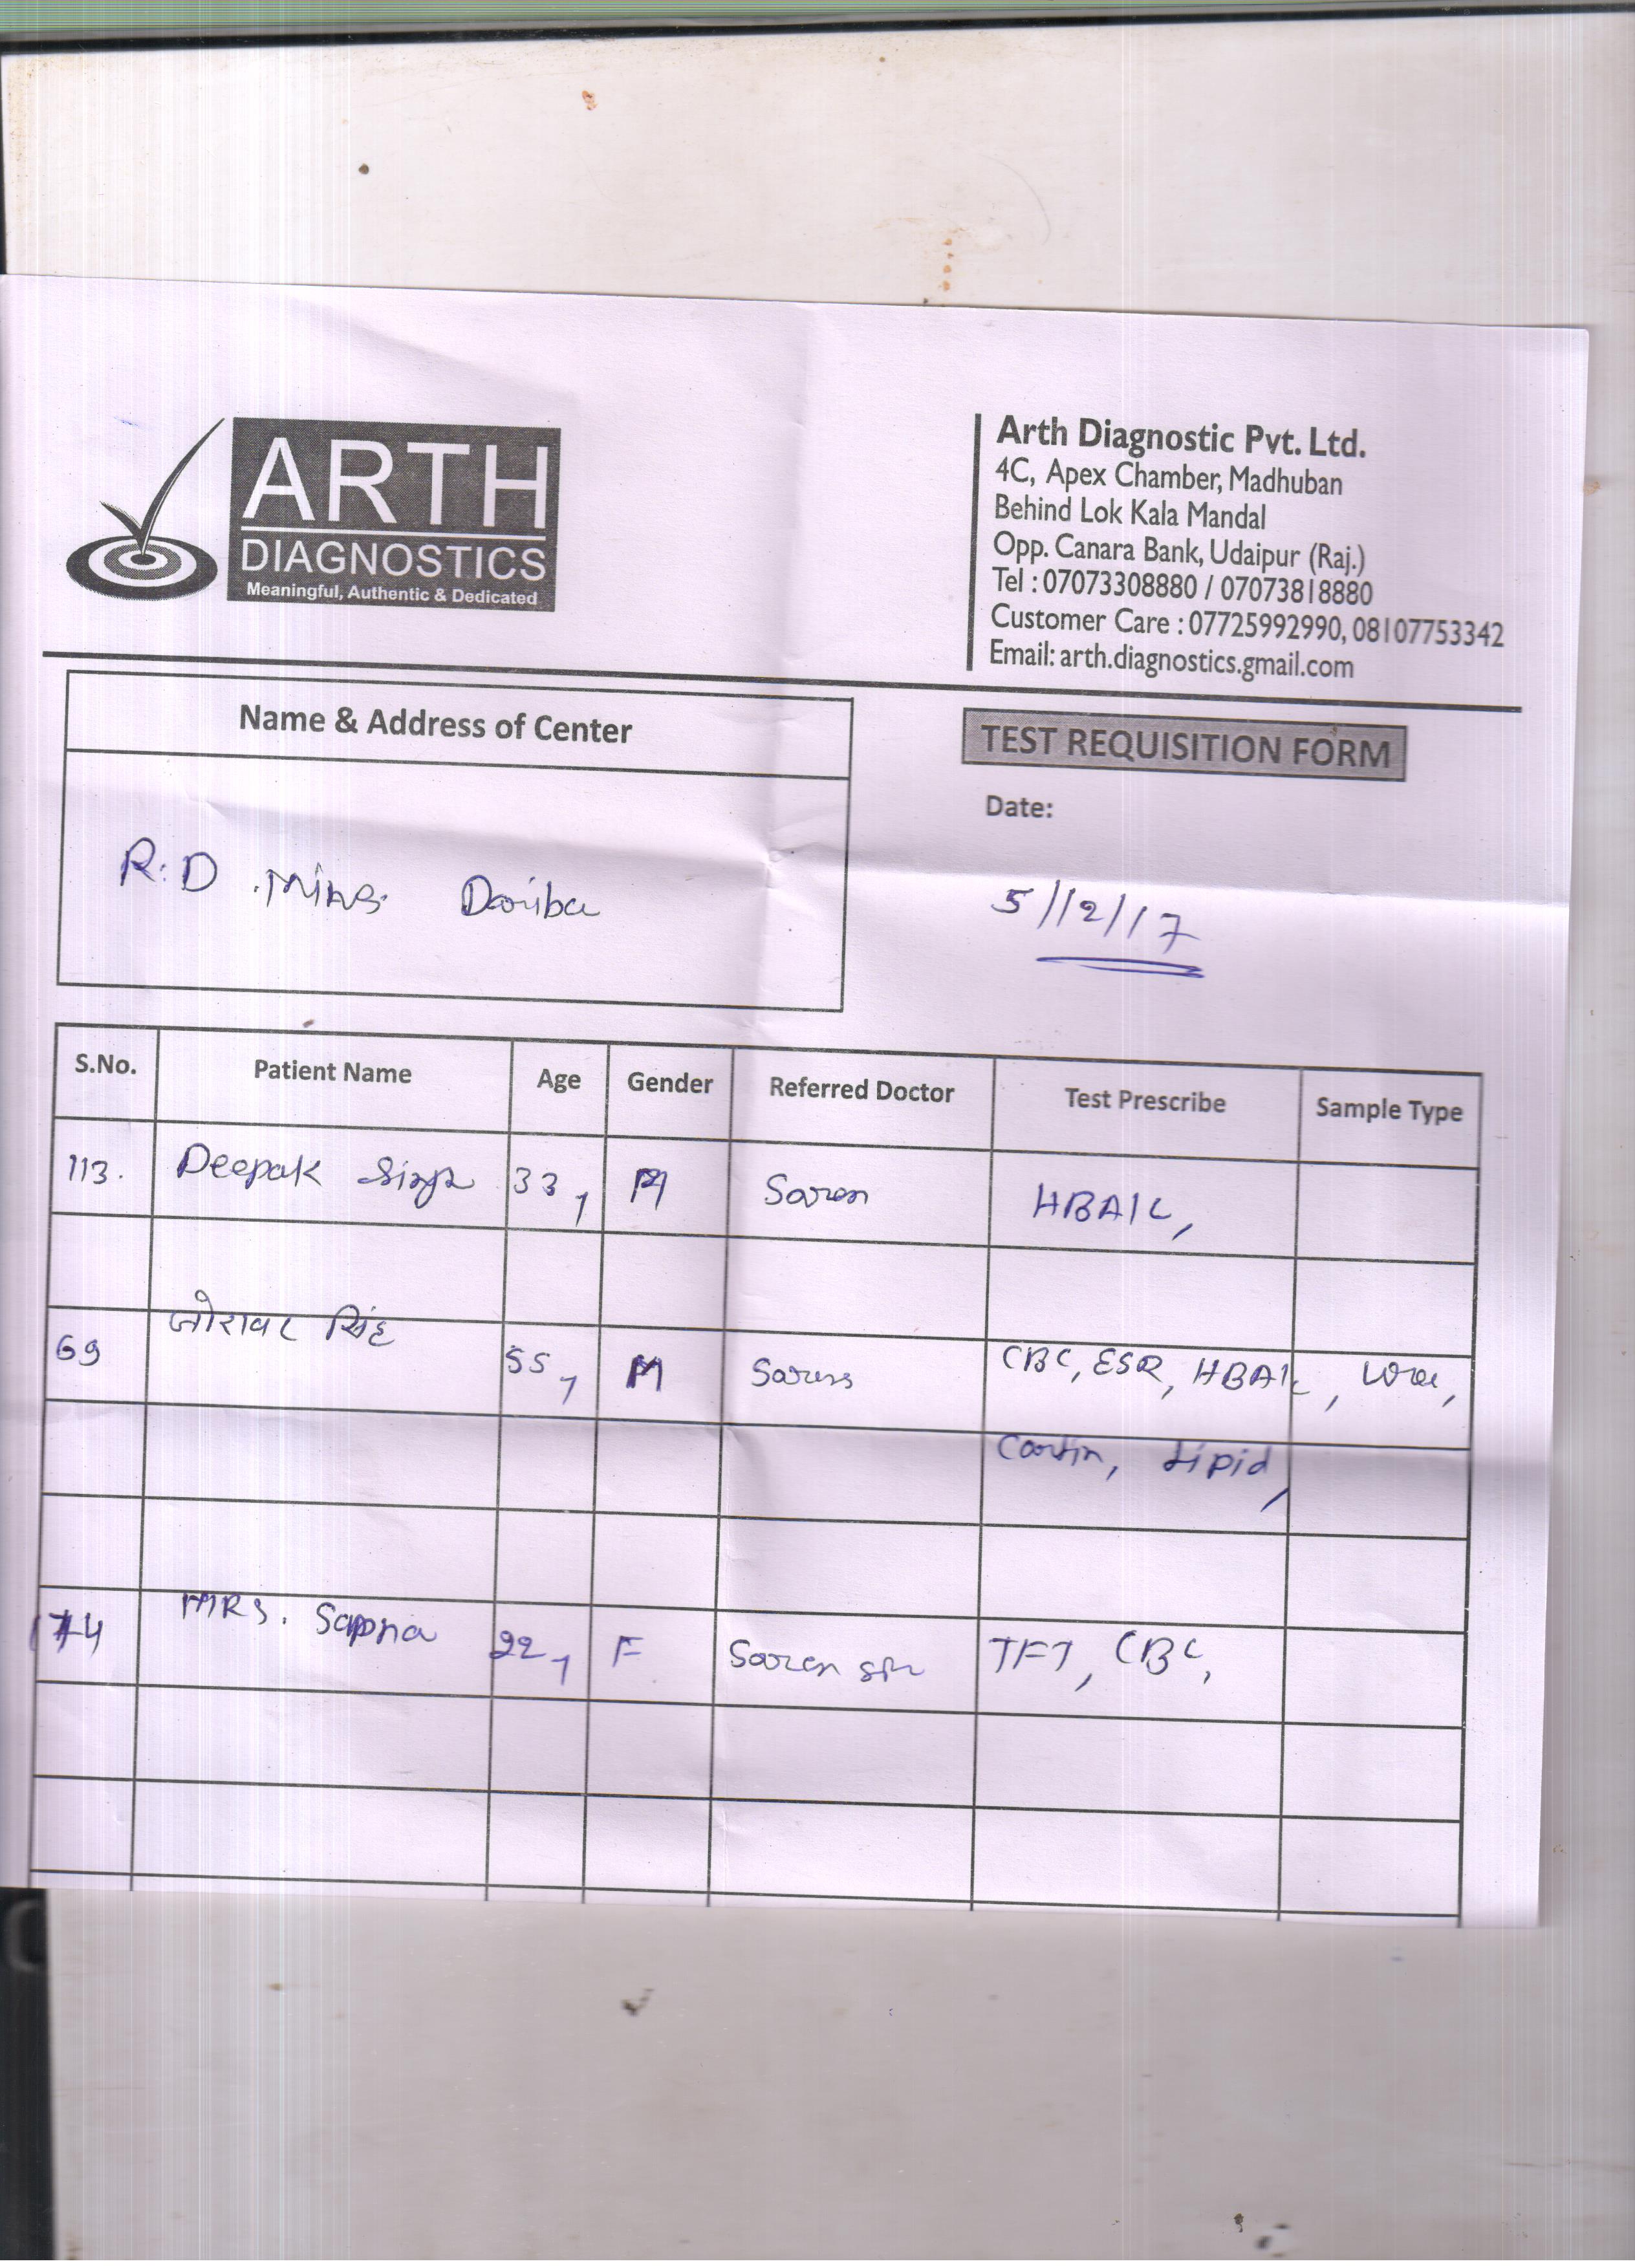 ARTH
DIAGNOSTICS
Meaningful, Authentic & Dedicated
Arth Diagnostic Pvt. Ltd.
4C, Apex Chamber, Madhuban
Behind Lok Kala Mandal
Opp. Canara Bank, Udaipur (Raj.)
Tel : 07073308880 / 07073818880
Customer Care : 07725992990, 08107753342
Email: arth.diagnostics.gmail.com
Name & Address of Center
TEST REQUISITION FORM
Date:
R.D. Mines Dariba
5/12/17
S.No. Patient Name Age Gender Referred Doctor Test Prescribe Sample Type
113. Deepak Singh 33, M Saren HBA1C,
69 जोरावर सिंह 55, M CBC, ESR, HBA1C,
Lipid,
174 MRS. Sapna 22, F Saren TFT, CBC,